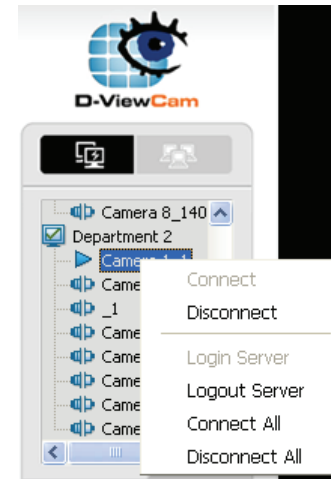 D-ViewCam
Camera 8_140
Department 2
Camera 1_1
Came
_1
Came
Came
Came
Came
Came
Connect
Disconnect
Login Server
Logout Server
Connect All
Disconnect All